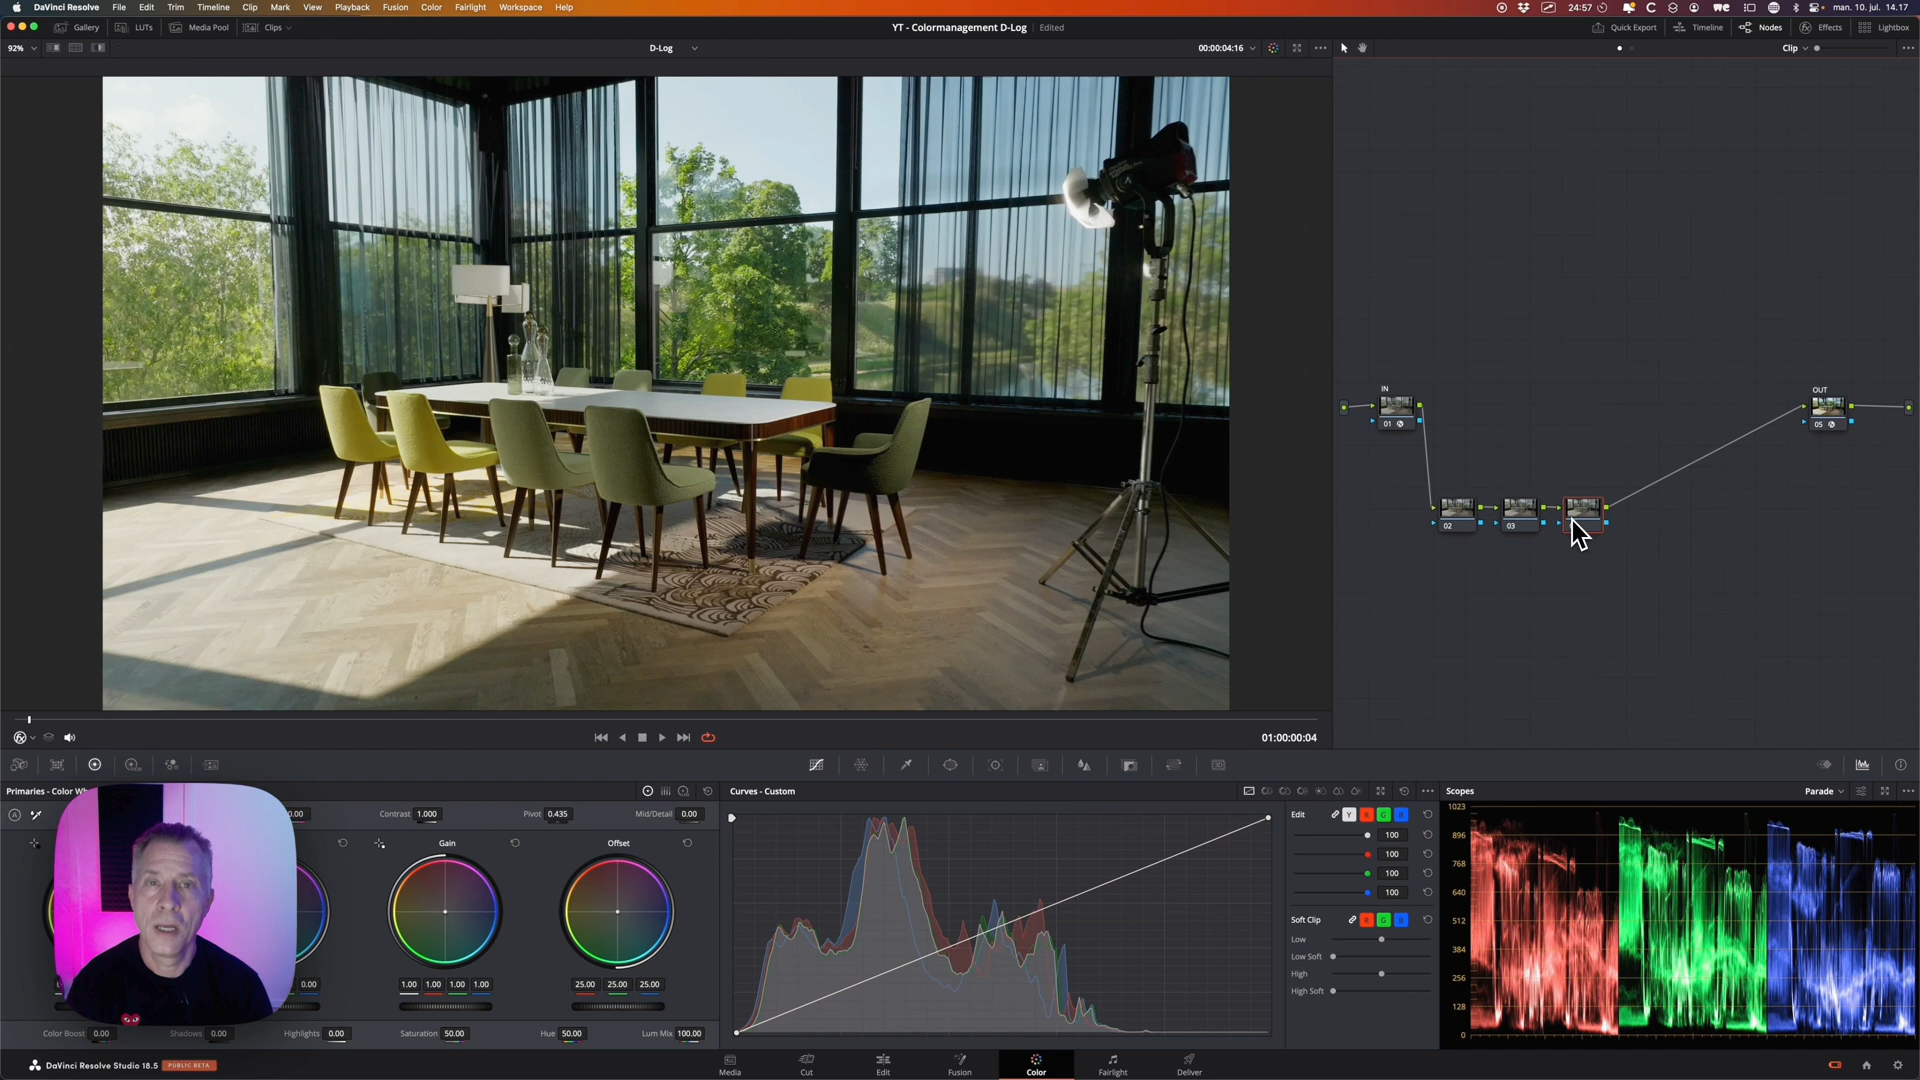 DaVinci Resolve File Edit Trim Timeline Clip Mark View Playback Fusion Color Fairlight Workspace Help
24:57 man. 10. jul. 14.17
Gallery LUTs Media Pool Clips
YT - Colormanagement D-Log Edited
Quick Export Timeline Nodes Effects Lightbox
92% D-Log 00:00:04:16 Clip
IN
01
OUT
05
02 03
01:00:00:04
Primaries - Color Wh
Curves - Custom
Scopes Parade
0.00 Contrast 1.000 Pivot 0.435 Mid/Detail 0.00
Gain Offset
0.00 1.00 1.00 1.00 1.00 25.00 25.00 25.00
Color Boost 0.00 Shadows 0.00 Highlights 0.00 Saturation 50.00 Hue 50.00 Lum Mix 100.00
Edit Y R G B
100
100
100
100
Soft Clip R G B
Low
Low Soft
High
High Soft
1023
896
768
640
512
384
256
128
0
DaVinci Resolve Studio 18.5 PUBLIC BETA
Media Cut Edit Fusion Color Fairlight Deliver